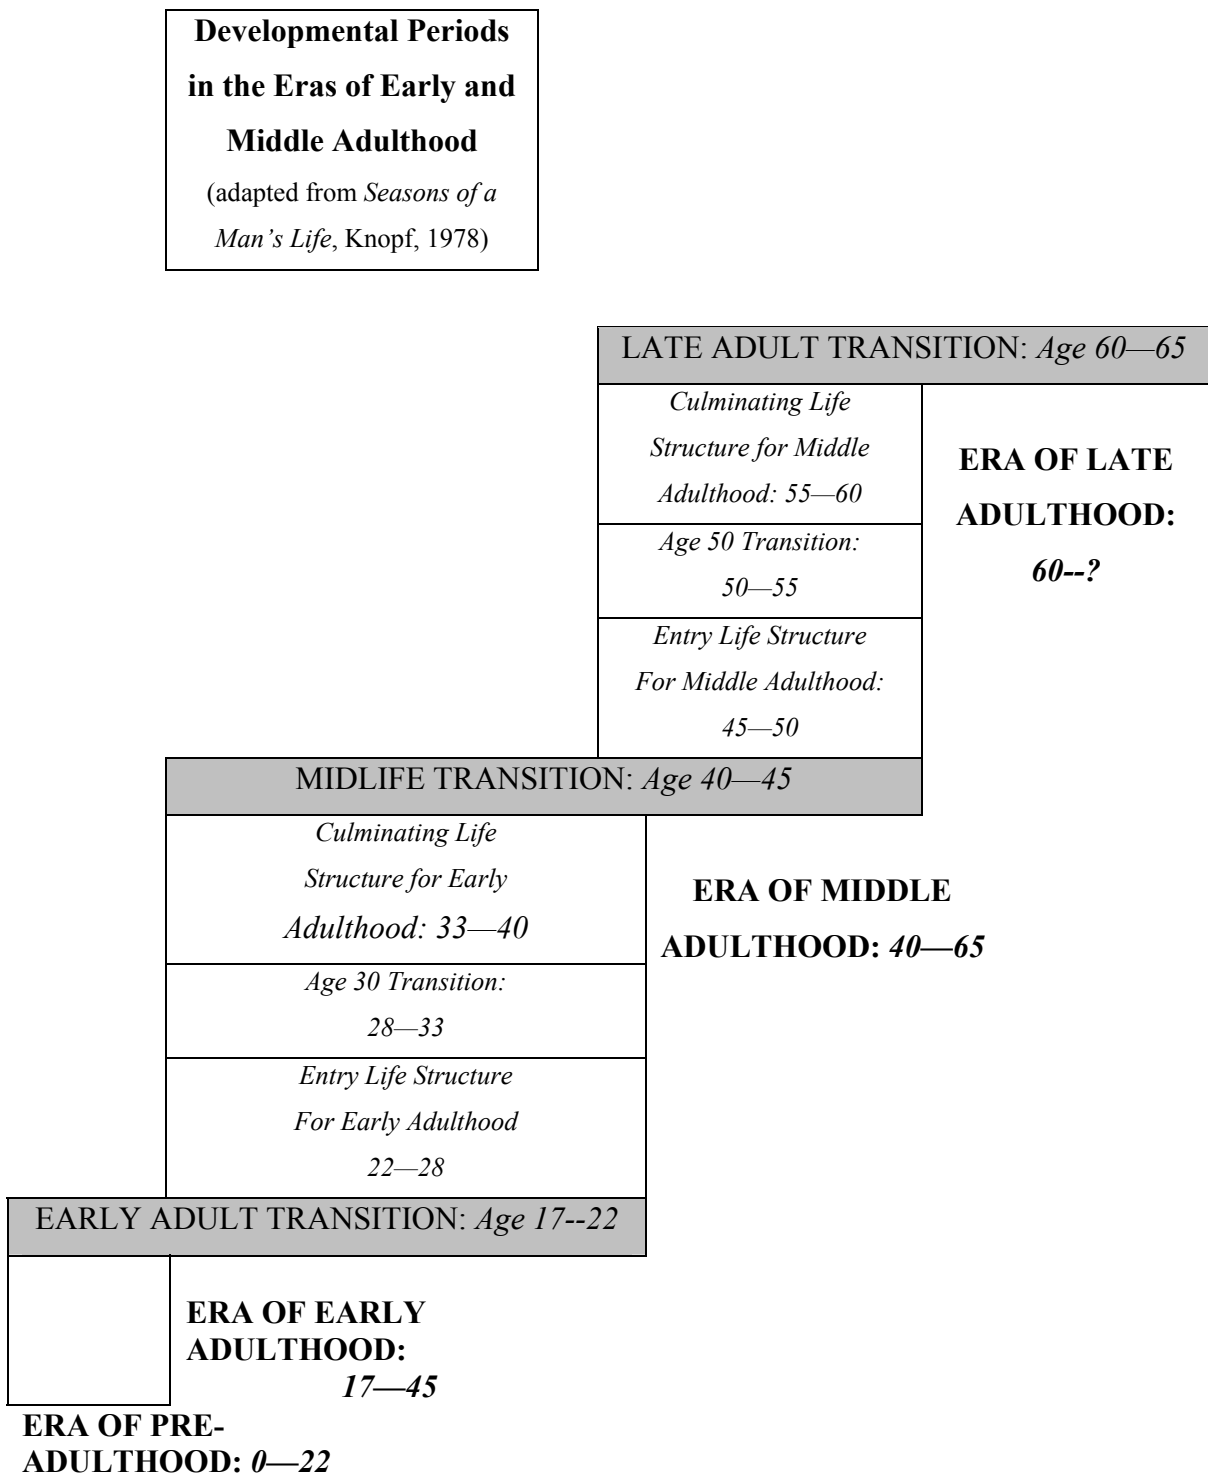 Developmental Periods
in the Eras of Early and
Middle Adulthood
(adapted from Seasons of a
Man’s Life, Knopf, 1978)
LATE ADULT TRANSITION: Age 60—65
Culminating Life
Structure for Middle
Adulthood: 55—60
ERA OF LATE
ADULTHOOD:
60--?
Age 50 Transition:
50—55
Entry Life Structure
For Middle Adulthood:
45—50
MIDLIFE TRANSITION: Age 40—45
Culminating Life
Structure for Early
Adulthood: 33—40
ERA OF MIDDLE
ADULTHOOD: 40—65
Age 30 Transition:
28—33
Entry Life Structure
For Early Adulthood
22—28
EARLY ADULT TRANSITION: Age 17--22
ERA OF EARLY
ADULTHOOD:
17—45
ERA OF PRE-
ADULTHOOD: 0—22